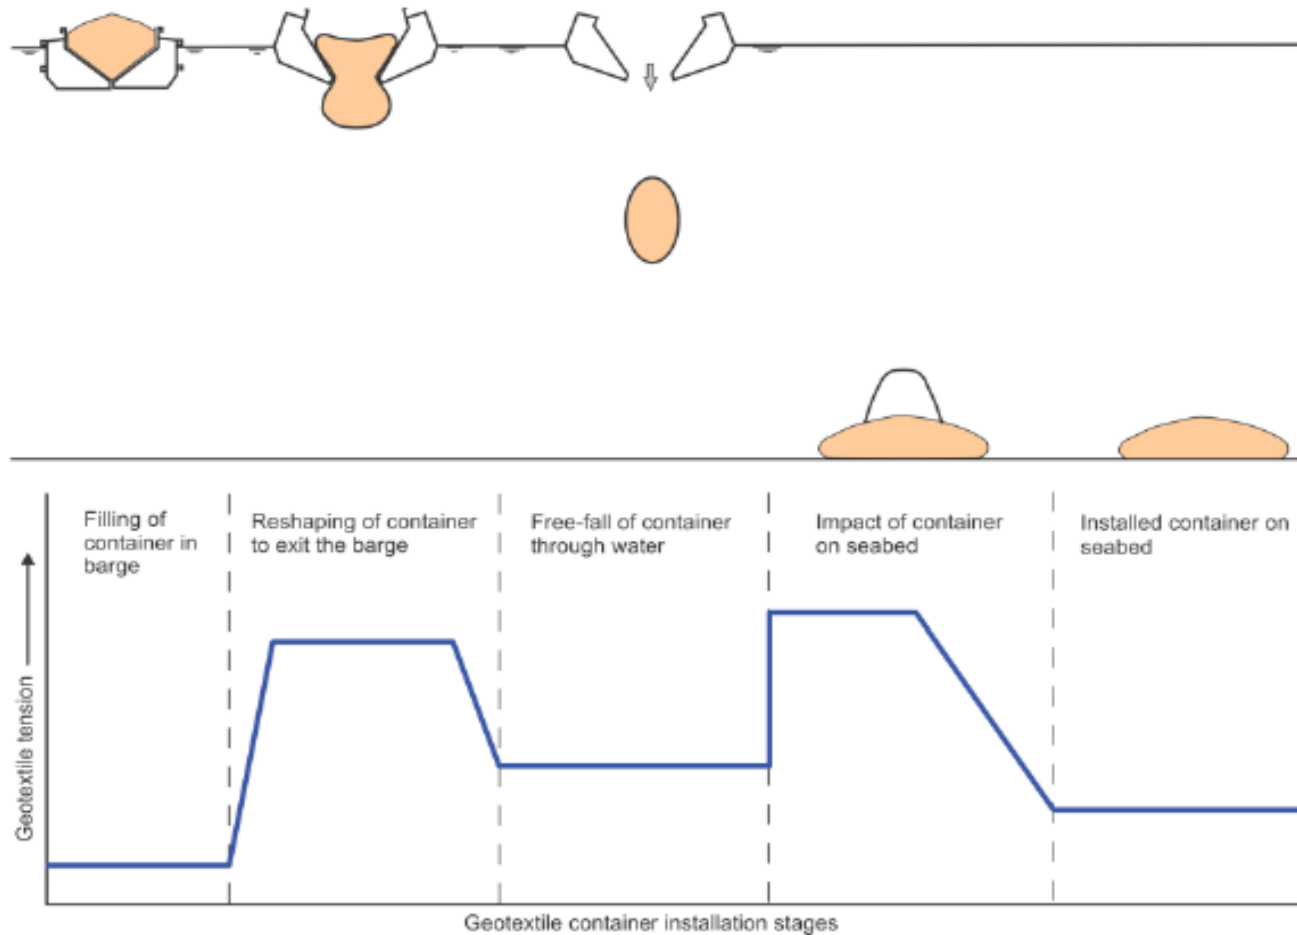 Filling of
container in
barge
Reshaping of container
to exit the barge
Free-fall of container
through water
Impact of container
on seabed
Installed container on
seabed
Geotextile tension
Geotextile container installation stages